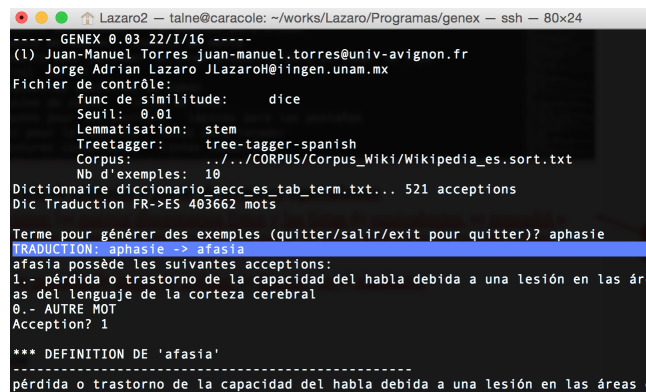 Lazaro2 — talne@caracole: ~/works/Lazaro/Programas/genex — ssh — 80×24
----- GENEX 0.03 22/I/16 -----
(l) Juan-Manuel Torres juan-manuel.torres@univ-avignon.fr
Jorge Adrian Lazaro JLazaroH@iingen.unam.mx
Fichier de contrôle:
func de similitude: dice
Seuil: 0.01
Lemmatisation: stem
Treetagger: tree-tagger-spanish
Corpus: ../../CORPUS/Corpus_Wiki/Wikipedia_es.sort.txt
Nb d'exemples: 10
Dictionnaire diccionario_aecc_es_tab_term.txt... 521 acceptions
Dic Traduction FR->ES 403662 mots
Terme pour générer des exemples (quitter/salir/exit pour quitter)? aphasie
TRADUCTION: aphasie -> afasia
afasia possède les suivantes acceptions:
1.- pérdida o trastorno de la capacidad del habla debida a una lesión en las áre
as del lenguaje de la corteza cerebral
0.- AUTRE MOT
Acception? 1
*** DEFINITION DE 'afasia'
--------------------------------------------------
pérdida o trastorno de la capacidad del habla debida a una lesión en las áreas